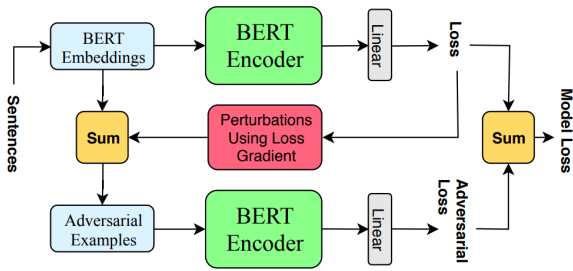 Sentences
BERT
Embeddings
BERT
Encoder
Linear
Loss
Sum
Perturbations
Using Loss
Gradient
Sum
Model Loss
Adversarial
Examples
BERT
Encoder
Linear
Adversarial
Loss